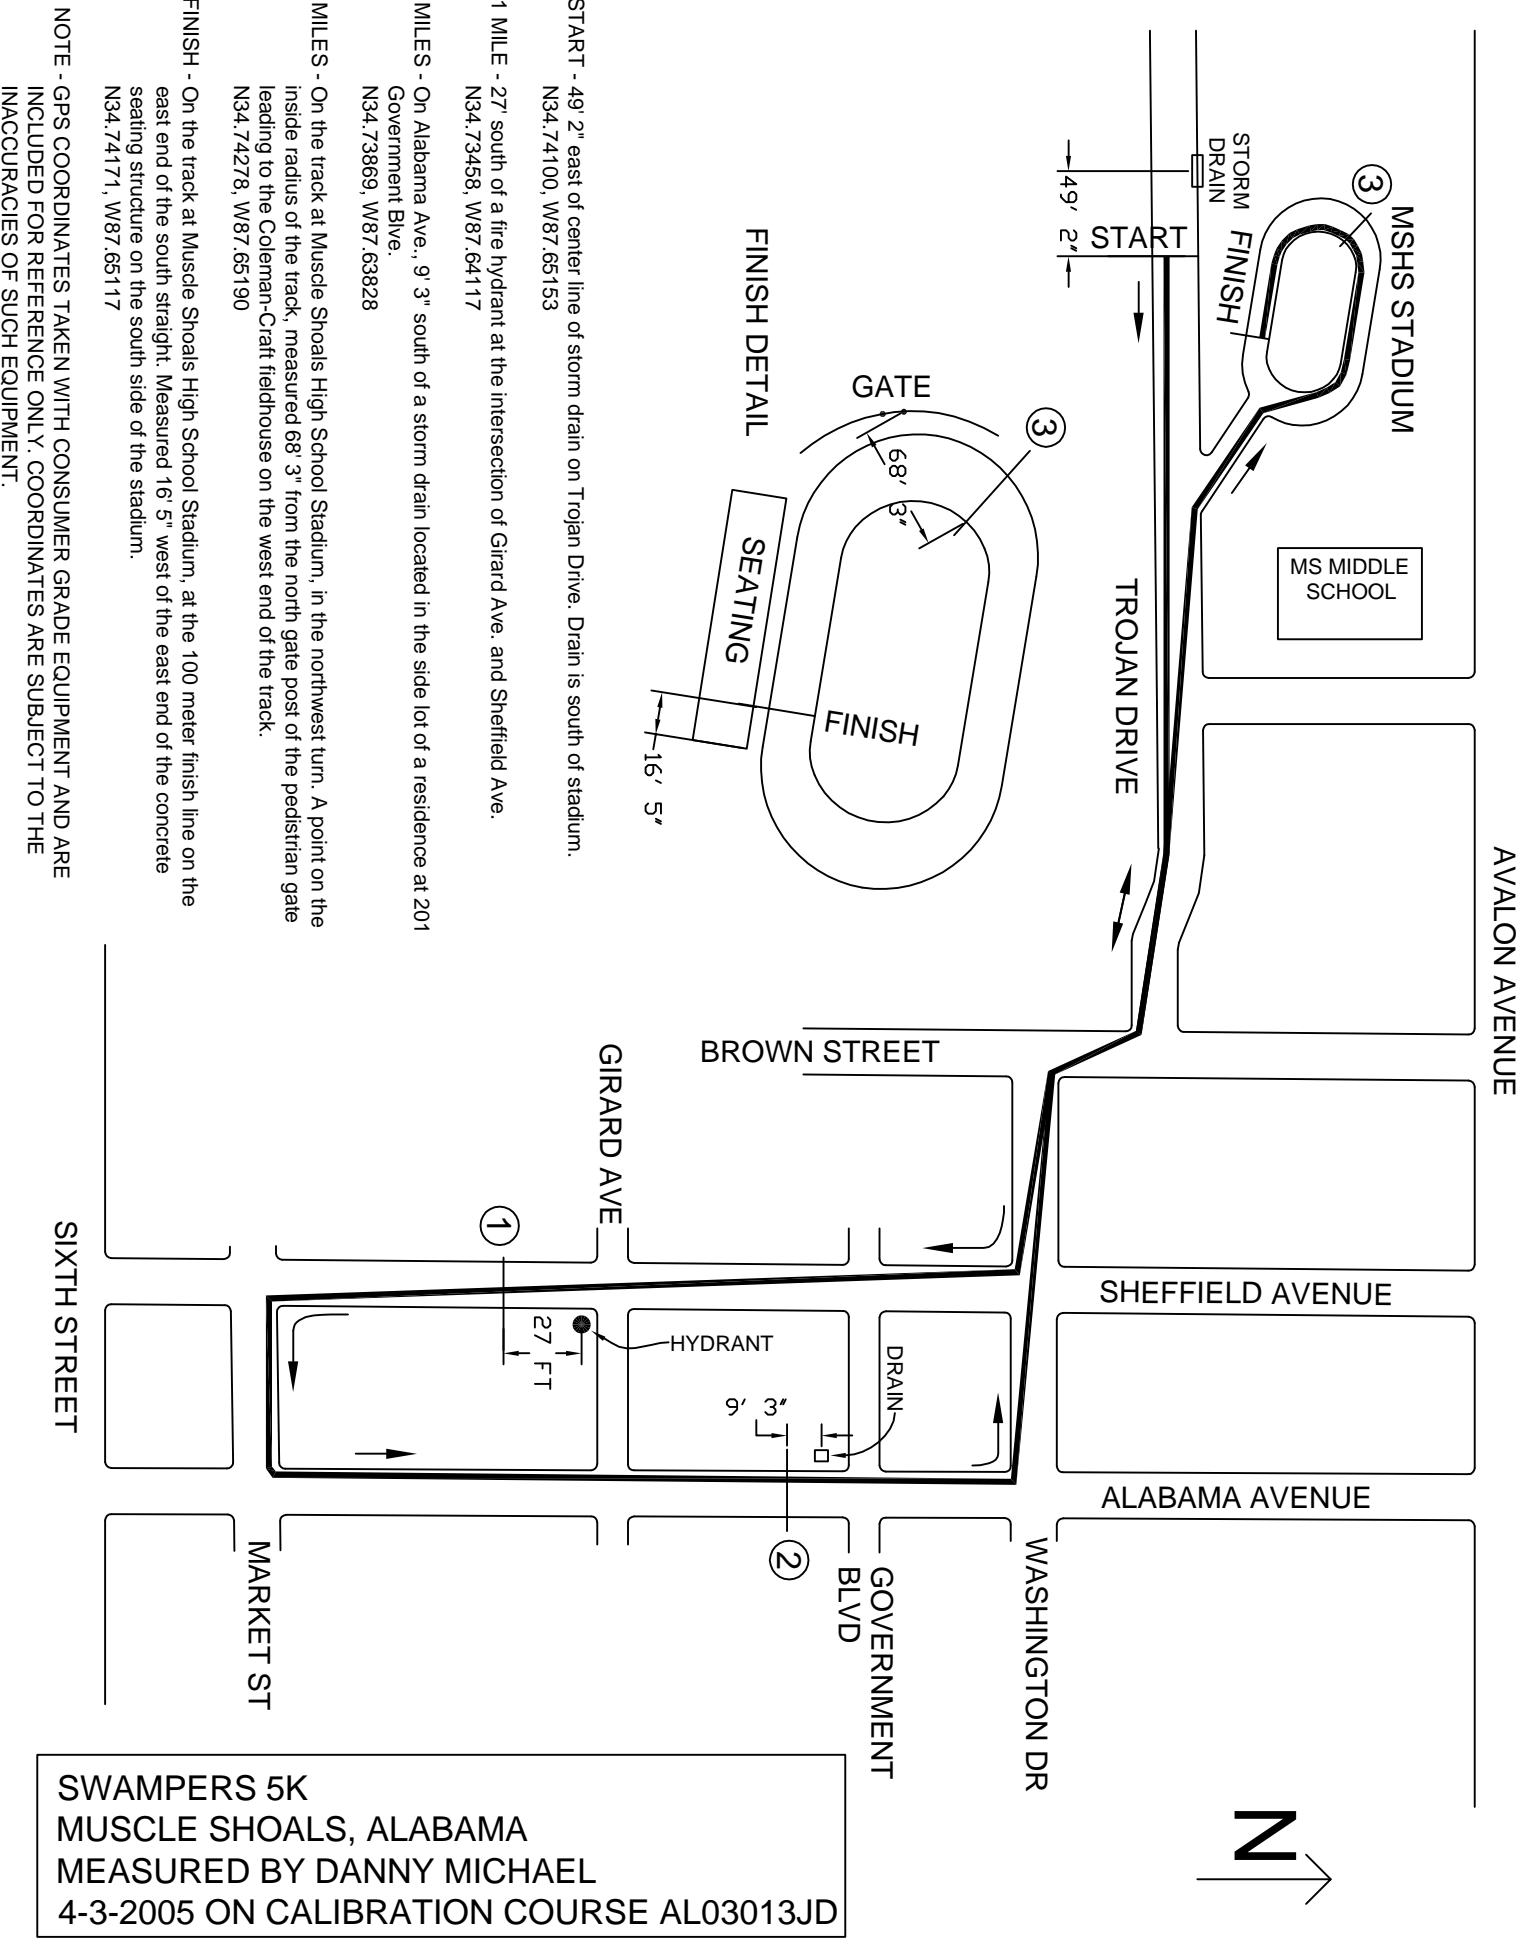 AVALON AVENUE
MSHS STADIUM
3
STORM
DRAIN
FINISH
START
49' 2"
MS MIDDLE
SCHOOL
TROJAN DRIVE
BROWN STREET
GIRARD AVE
SIXTH STREET
SHEFFIELD AVENUE
ALABAMA AVENUE
WASHINGTON DR
GOVERNMENT
BLVD
MARKET ST
1
27 FT
HYDRANT
DRAIN
9' 3"
2
FINISH DETAIL
GATE
3
68' 3"
SEATING
FINISH
16' 5"
START - 49' 2" east of center line of storm drain on Trojan Drive. Drain is south of stadium.
N34.74100, W87.65153
1 MILE - 27' south of a fire hydrant at the intersection of Girard Ave. and Sheffield Ave.
N34.73458, W87.64117
MILES - On Alabama Ave., 9' 3" south of a storm drain located in the side lot of a residence at 201
Government Blve.
N34.73869, W87.63828
MILES - On the track at Muscle Shoals High School Stadium, in the northwest turn. A point on the
inside radius of the track, measured 68' 3" from the north gate post of the pedistrian gate
leading to the Coleman-Craft fieldhouse on the west end of the track.
N34.74278, W87.65190
FINISH - On the track at Muscle Shoals High School Stadium, at the 100 meter finish line on the
east end of the south straight. Measured 16' 5" west of the east end of the concrete
seating structure on the south side of the stadium.
N34.74171, W87.65117
NOTE - GPS COORDINATES TAKEN WITH CONSUMER GRADE EQUIPMENT AND ARE
INCLUDED FOR REFERENCE ONLY. COORDINATES ARE SUBJECT TO THE
INACCURACIES OF SUCH EQUIPMENT.
SWAMPERS 5K
MUSCLE SHOALS, ALABAMA
MEASURED BY DANNY MICHAEL
4-3-2005 ON CALIBRATION COURSE AL03013JD
N